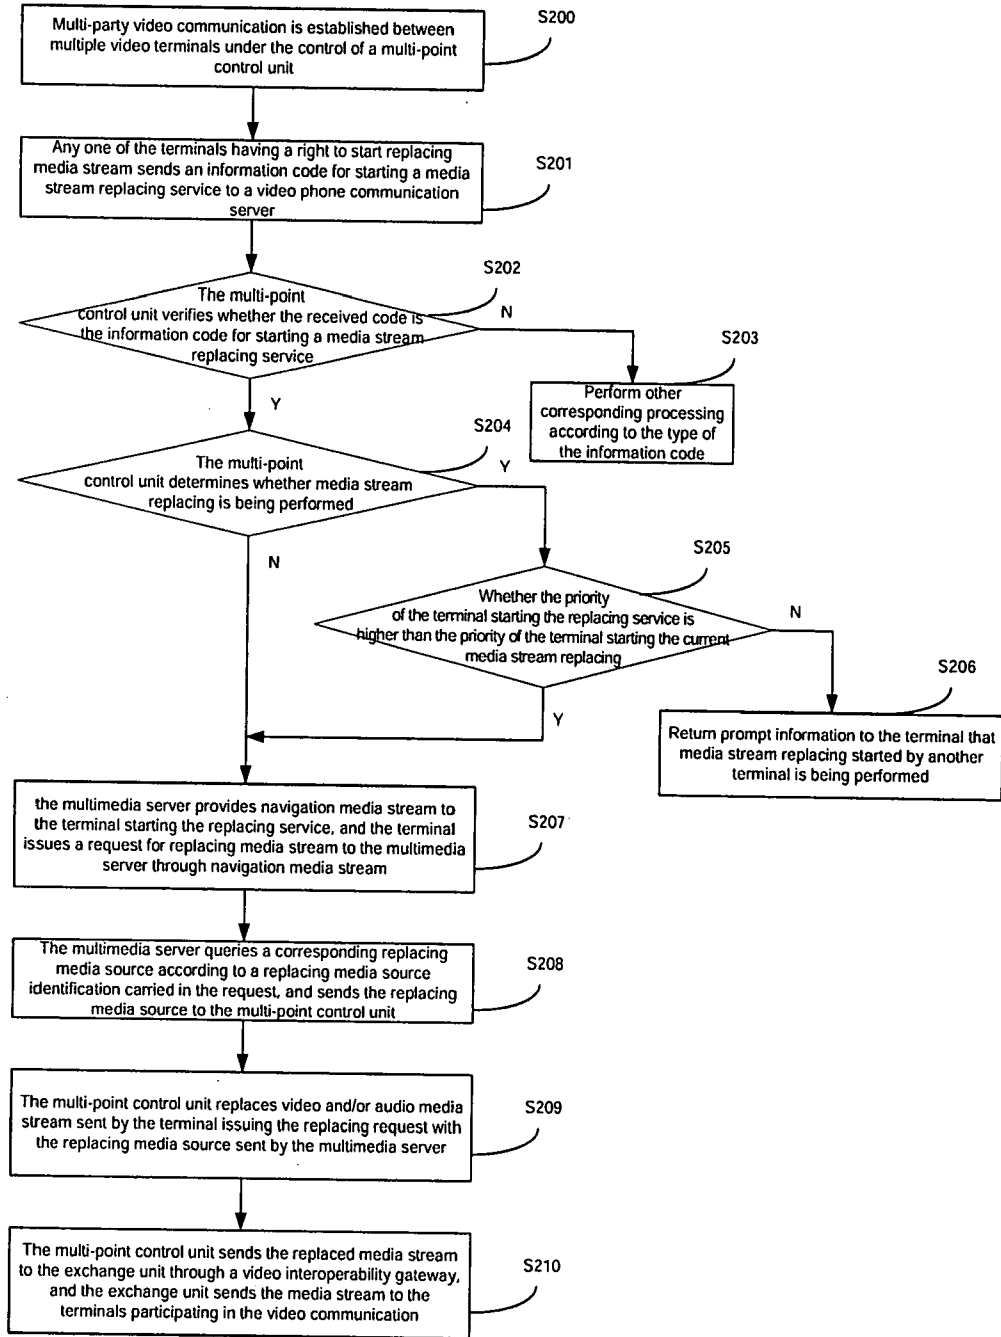 S200
Multi-party video communication is established between
multiple video terminals under the control of a multi-point
control unit
Any one of the terminals having a right to start replacing
media stream sends an information code for starting a media
stream replacing service to a video phone communication
server
S201
S202
The multi-point
control unit verifies whether the received code is
the information code for starting a media stream
replacing service
N
Y
S203
Perform other
corresponding processing
according to the type of
the information code
S204
The multi-point
control unit determines whether media stream
replacing is being performed
Y
N
S205
Whether the priority
of the terminal starting the replacing service is
higher than the priority of the terminal starting the current
media stream replacing
N
Y
S206
Return prompt information to the terminal that
media stream replacing started by another
terminal is being performed
the multimedia server provides navigation media stream to
the terminal starting the replacing service, and the terminal
issues a request for replacing media stream to the multimedia
server through navigation media stream
S207
The multimedia server queries a corresponding replacing
media source according to a replacing media source
identification carried in the request, and sends the replacing
media source to the multi-point control unit
S208
The multi-point control unit replaces video and/or audio media
stream sent by the terminal issuing the replacing request with
the replacing media source sent by the multimedia server
S209
The multi-point control unit sends the replaced media stream
to the exchange unit through a video interoperability gateway,
and the exchange unit sends the media stream to the
terminals participating in the video communication
S210